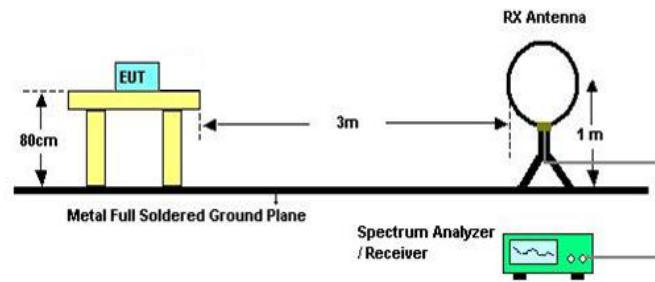 RX Antenna
EUT
80cm
3m
1 m
Metal Full Soldered Ground Plane
Spectrum Analyzer
/ Receiver